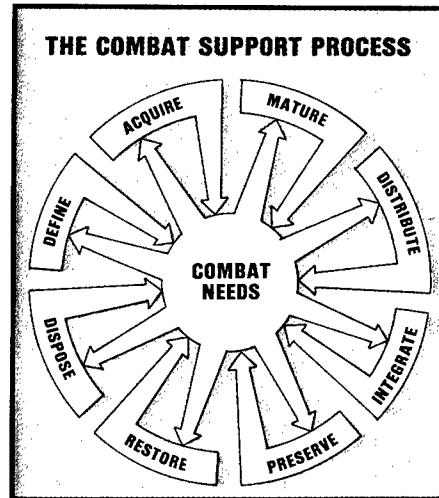 THE COMBAT SUPPORT PROCESS
ACQUIRE
MATURE
DISTRIBUTE
INTEGRATE
PRESERVE
RESTORE
DISPOSE
DEFINE
COMBAT
NEEDS